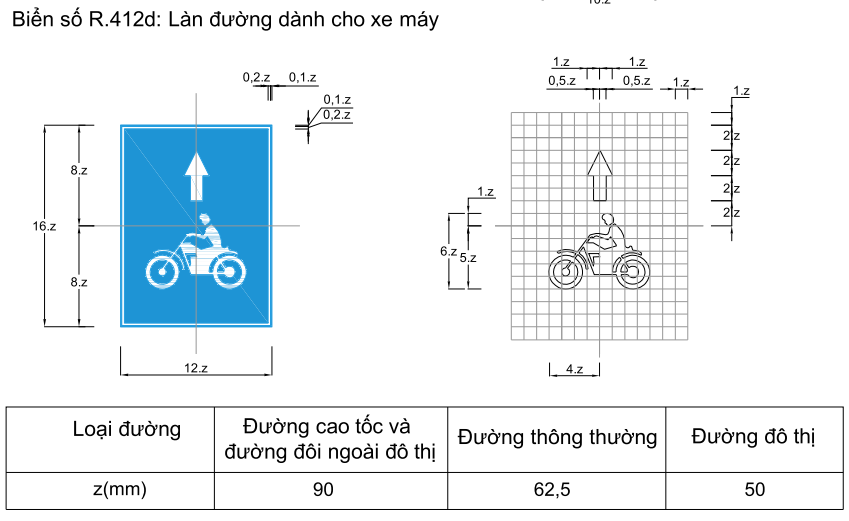 10.z
Biển số R.412d: Làn đường dành cho xe máy
0,2.z 0,1.z
0,1.z
0,2.z
8.z
16.z
8.z
12.z
1.z 1.z
0,5.z 0,5.z 1.z
1.z
2.z
2.z
2.z
2.z
1.z
6.z 5.z
4.z
Loại đường Đường cao tốc và đường đôi ngoài đô thị Đường thông thường Đường đô thị
z(mm) 90 62,5 50